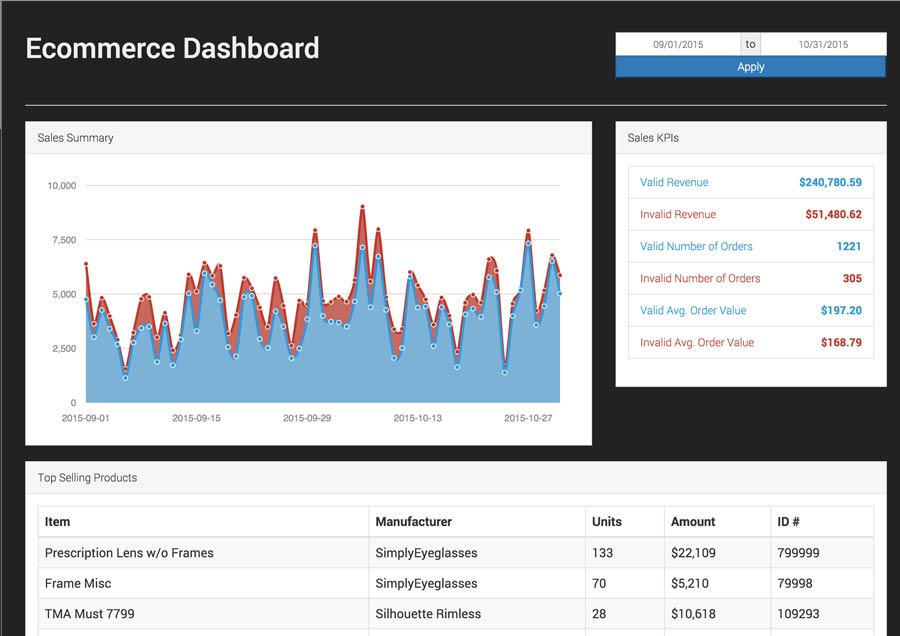 Ecommerce Dashboard
09/01/2015 to 10/31/2015
Apply
Sales Summary
10,000
7,500
5,000
2,500
0
2015-09-01 2015-09-15 2015-09-29 2015-10-13 2015-10-27
Sales KPIs
Valid Revenue $240,780.59
Invalid Revenue $51,480.62
Valid Number of Orders 1221
Invalid Number of Orders 305
Valid Avg. Order Value $197.20
Invalid Avg. Order Value $168.79
Top Selling Products
Item Manufacturer Units Amount ID #
Prescription Lens w/o Frames SimplyEyeglasses 133 $22,109 799999
Frame Misc SimplyEyeglasses 70 $5,210 79998
TMA Must 7799 Silhouette Rimless 28 $10,618 109293